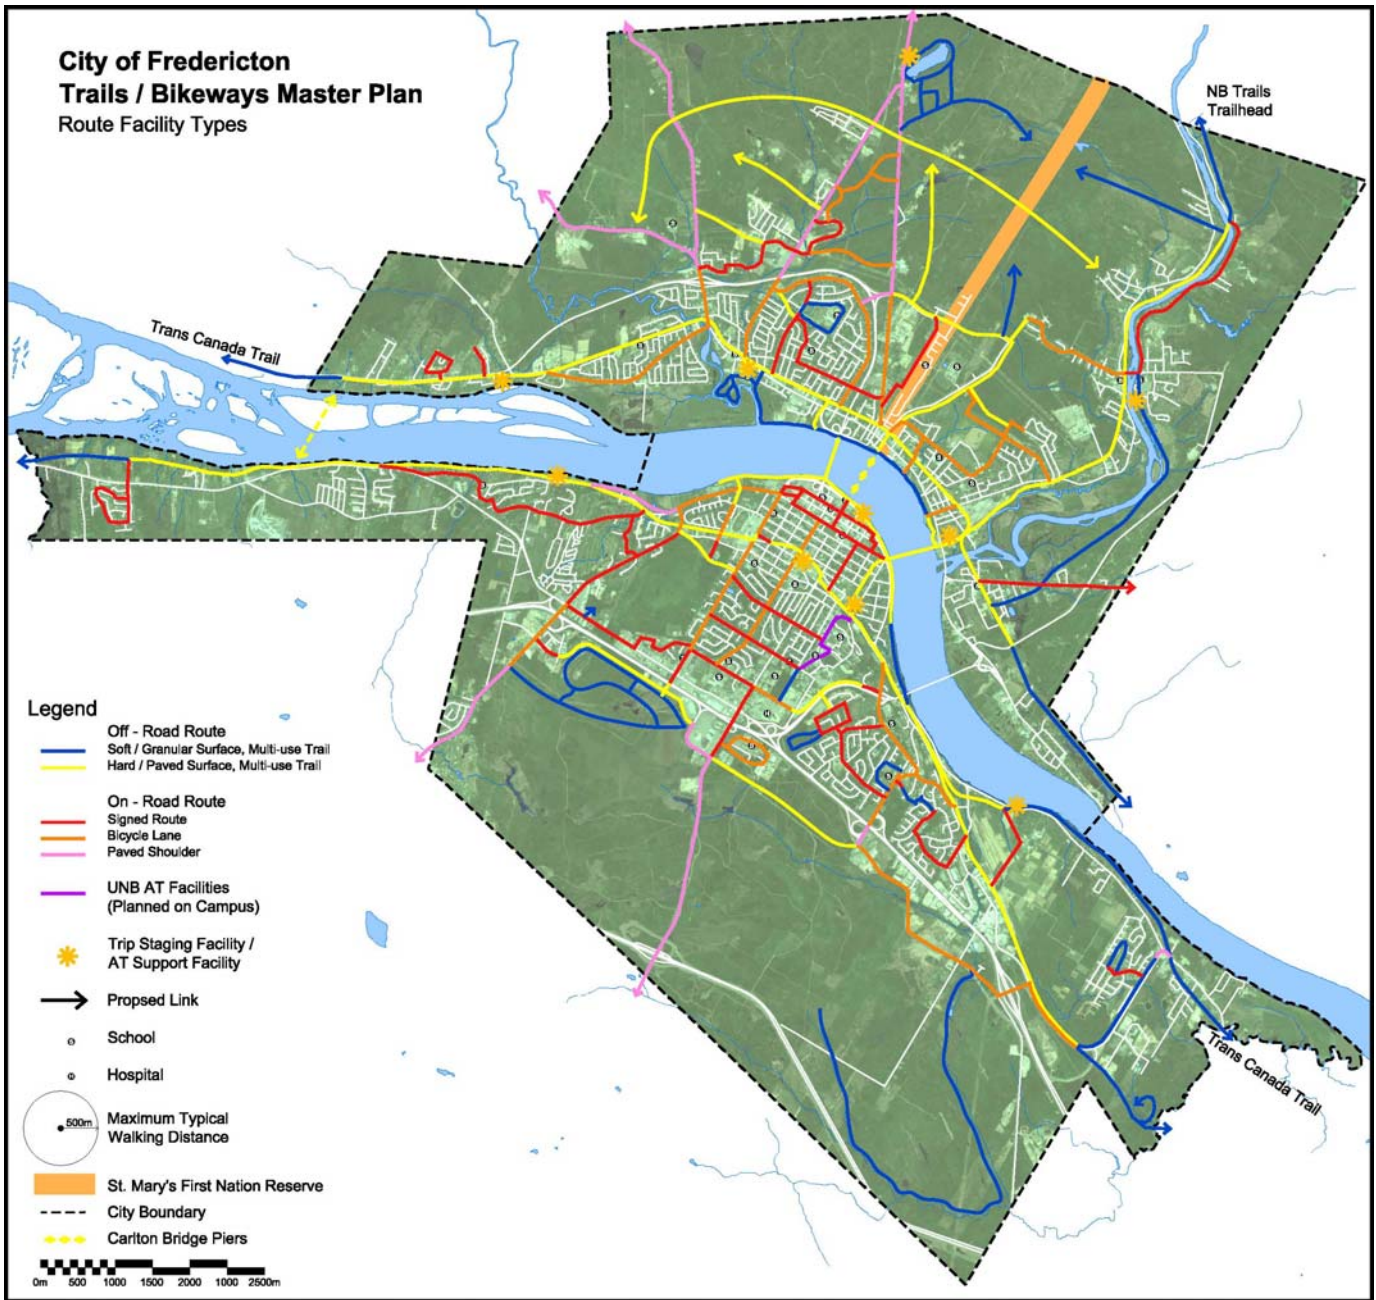 City of Fredericton
Trails / Bikeways Master Plan
Route Facility Types
NB Trails
Trailhead
Trans Canada Trail
Legend
Off - Road Route
Soft / Granular Surface, Multi-use Trail
Hard / Paved Surface, Multi-use Trail
On - Road Route
Signed Route
Bicycle Lane
Paved Shoulder
UNB AT Facilities
(Planned on Campus)
Trip Staging Facility /
AT Support Facility
Propsed Link
School
Hospital
500m
Maximum Typical
Walking Distance
St. Mary's First Nation Reserve
City Boundary
Carlton Bridge Piers
0m 500 1000 1500 2000 2500m
Trans Canada Trail